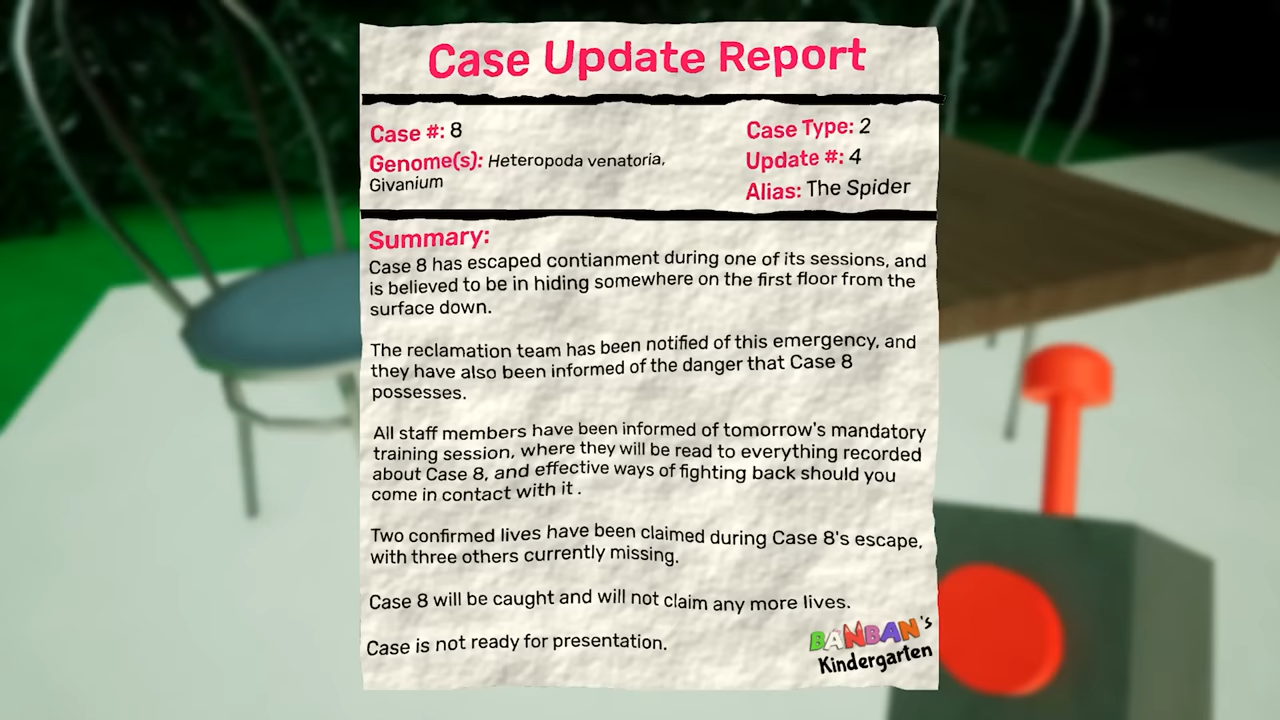 Case Update Report
Case #: 8
Case Type: 2
Genome(s): Heteropoda venatoria,
Givanium
Update #: 4
Alias: The Spider
Summary:
Case 8 has escaped contianment during one of its sessions, and
is believed to be in hiding somewhere on the first floor from the
surface down.
The reclamation team has been notified of this emergency, and
they have also been informed of the danger that Case 8
possesses.
All staff members have been informed of tomorrow's mandatory
training session, where they will be read to everything recorded
about Case 8, and effective ways of fighting back should you
come in contact with it .
Two confirmed lives have been claimed during Case 8's escape,
with three others currently missing.
Case 8 will be caught and will not claim any more lives.
Case is not ready for presentation.
BANBAN's
Kindergarten